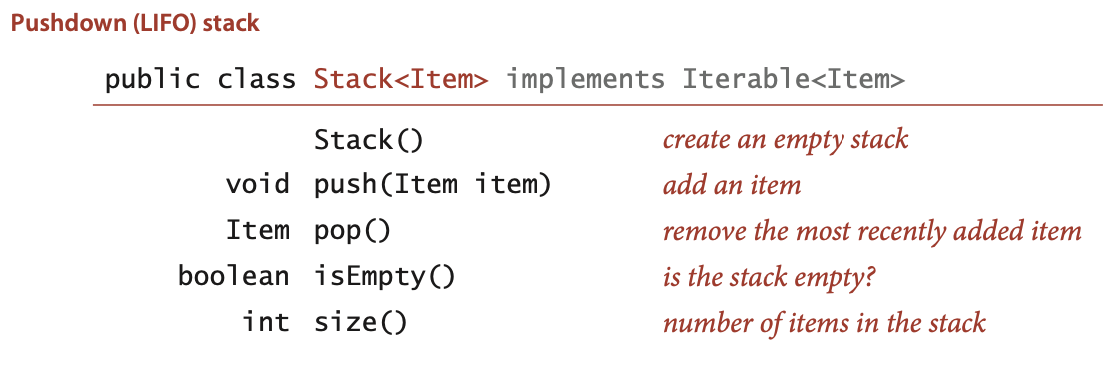 Pushdown (LIFO) stack
public class Stack<Item> implements Iterable<Item>
Stack() create an empty stack
void push(Item item) add an item
Item pop() remove the most recently added item
boolean isEmpty() is the stack empty?
int size() number of items in the stack